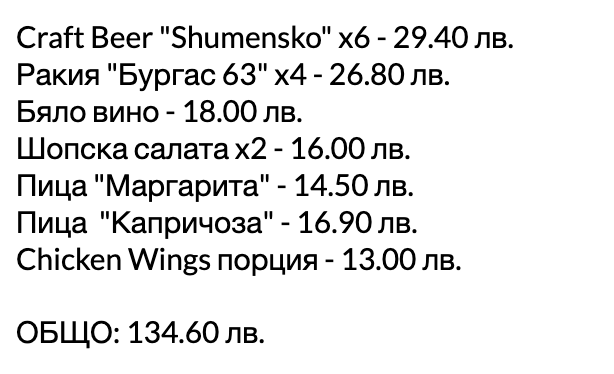 Craft Beer "Shumensko" x6 - 29.40 лв.
Ракия "Бургас 63" x4 - 26.80 лв.
Бяло вино - 18.00 лв.
Шопска салата x2 - 16.00 лв.
Пица "Маргарита" - 14.50 лв.
Пица  "Капричоза" - 16.90 лв.
Chicken Wings порция - 13.00 лв.
ОБЩО: 134.60 лв.